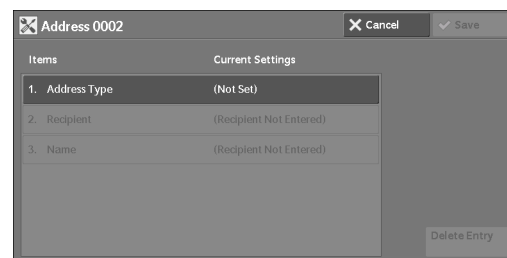 Address 0002 Cancel Save
Items Current Settings
1. Address Type (Not Set)
2. Recipient (Recipient Not Entered)
3. Name (Recipient Not Entered)
Delete Entry